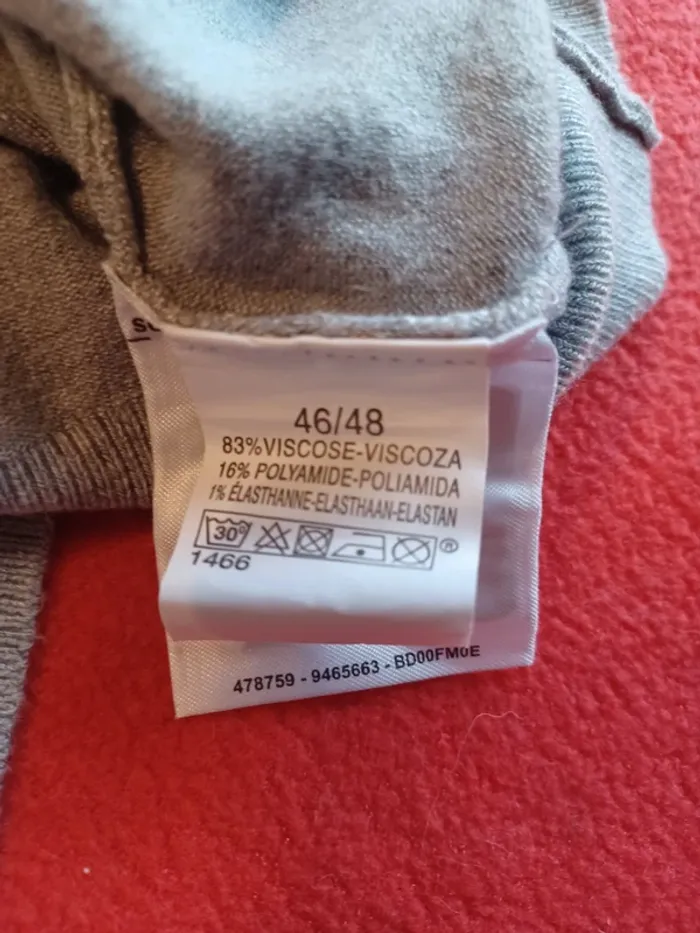 46/48
83%VISCOSE-VISCOZA
16% POLYAMIDE-POLIAMIDA
1% ÉLASTHANNE-ELASTHAAN-ELASTAN
30° ®
1466
478759 - 9465663 - BD00FM0E